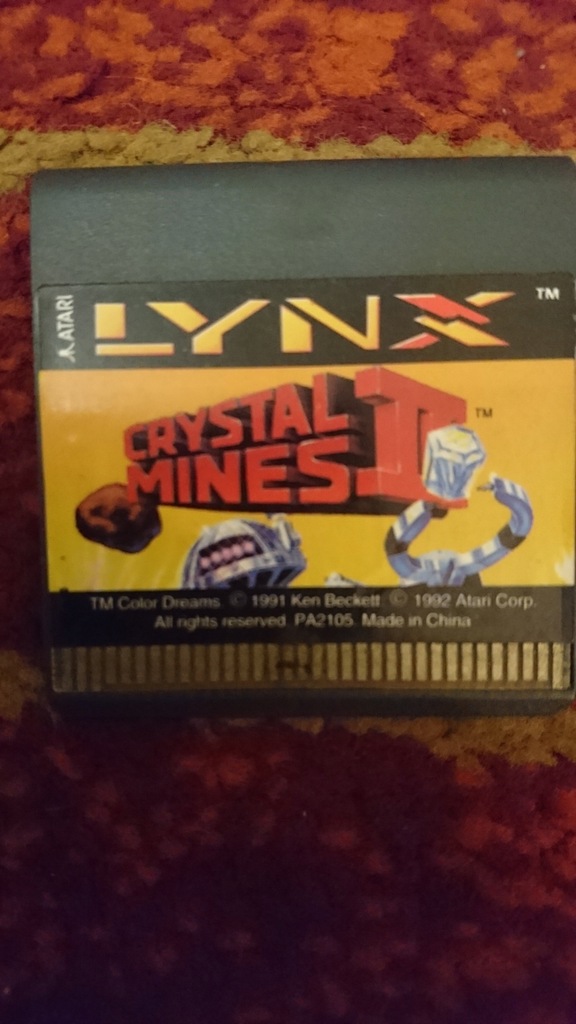 ATARI
LYNX TM
CRYSTAL
MINES II TM
TM Color Dreams © 1991 Ken Beckett © 1992 Atari Corp.
All rights reserved. PA2105. Made in China